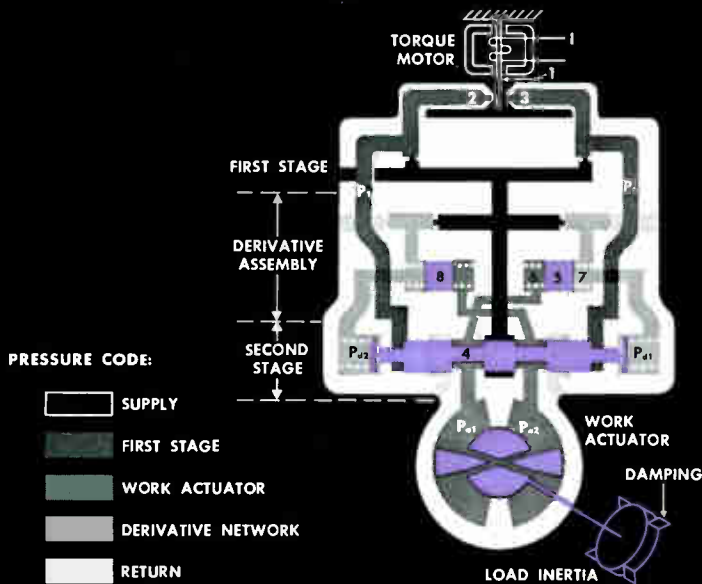 TORQUE
MOTOR
1
1
2
3
FIRST STAGE
P1
DERIVATIVE
ASSEMBLY
8
6
5
7
SECOND
STAGE
Pd2
4
Pd1
PRESSURE CODE:
SUPPLY
FIRST STAGE
WORK ACTUATOR
DERIVATIVE NETWORK
RETURN
Pa1
Pa2
WORK
ACTUATOR
DAMPING
LOAD INERTIA